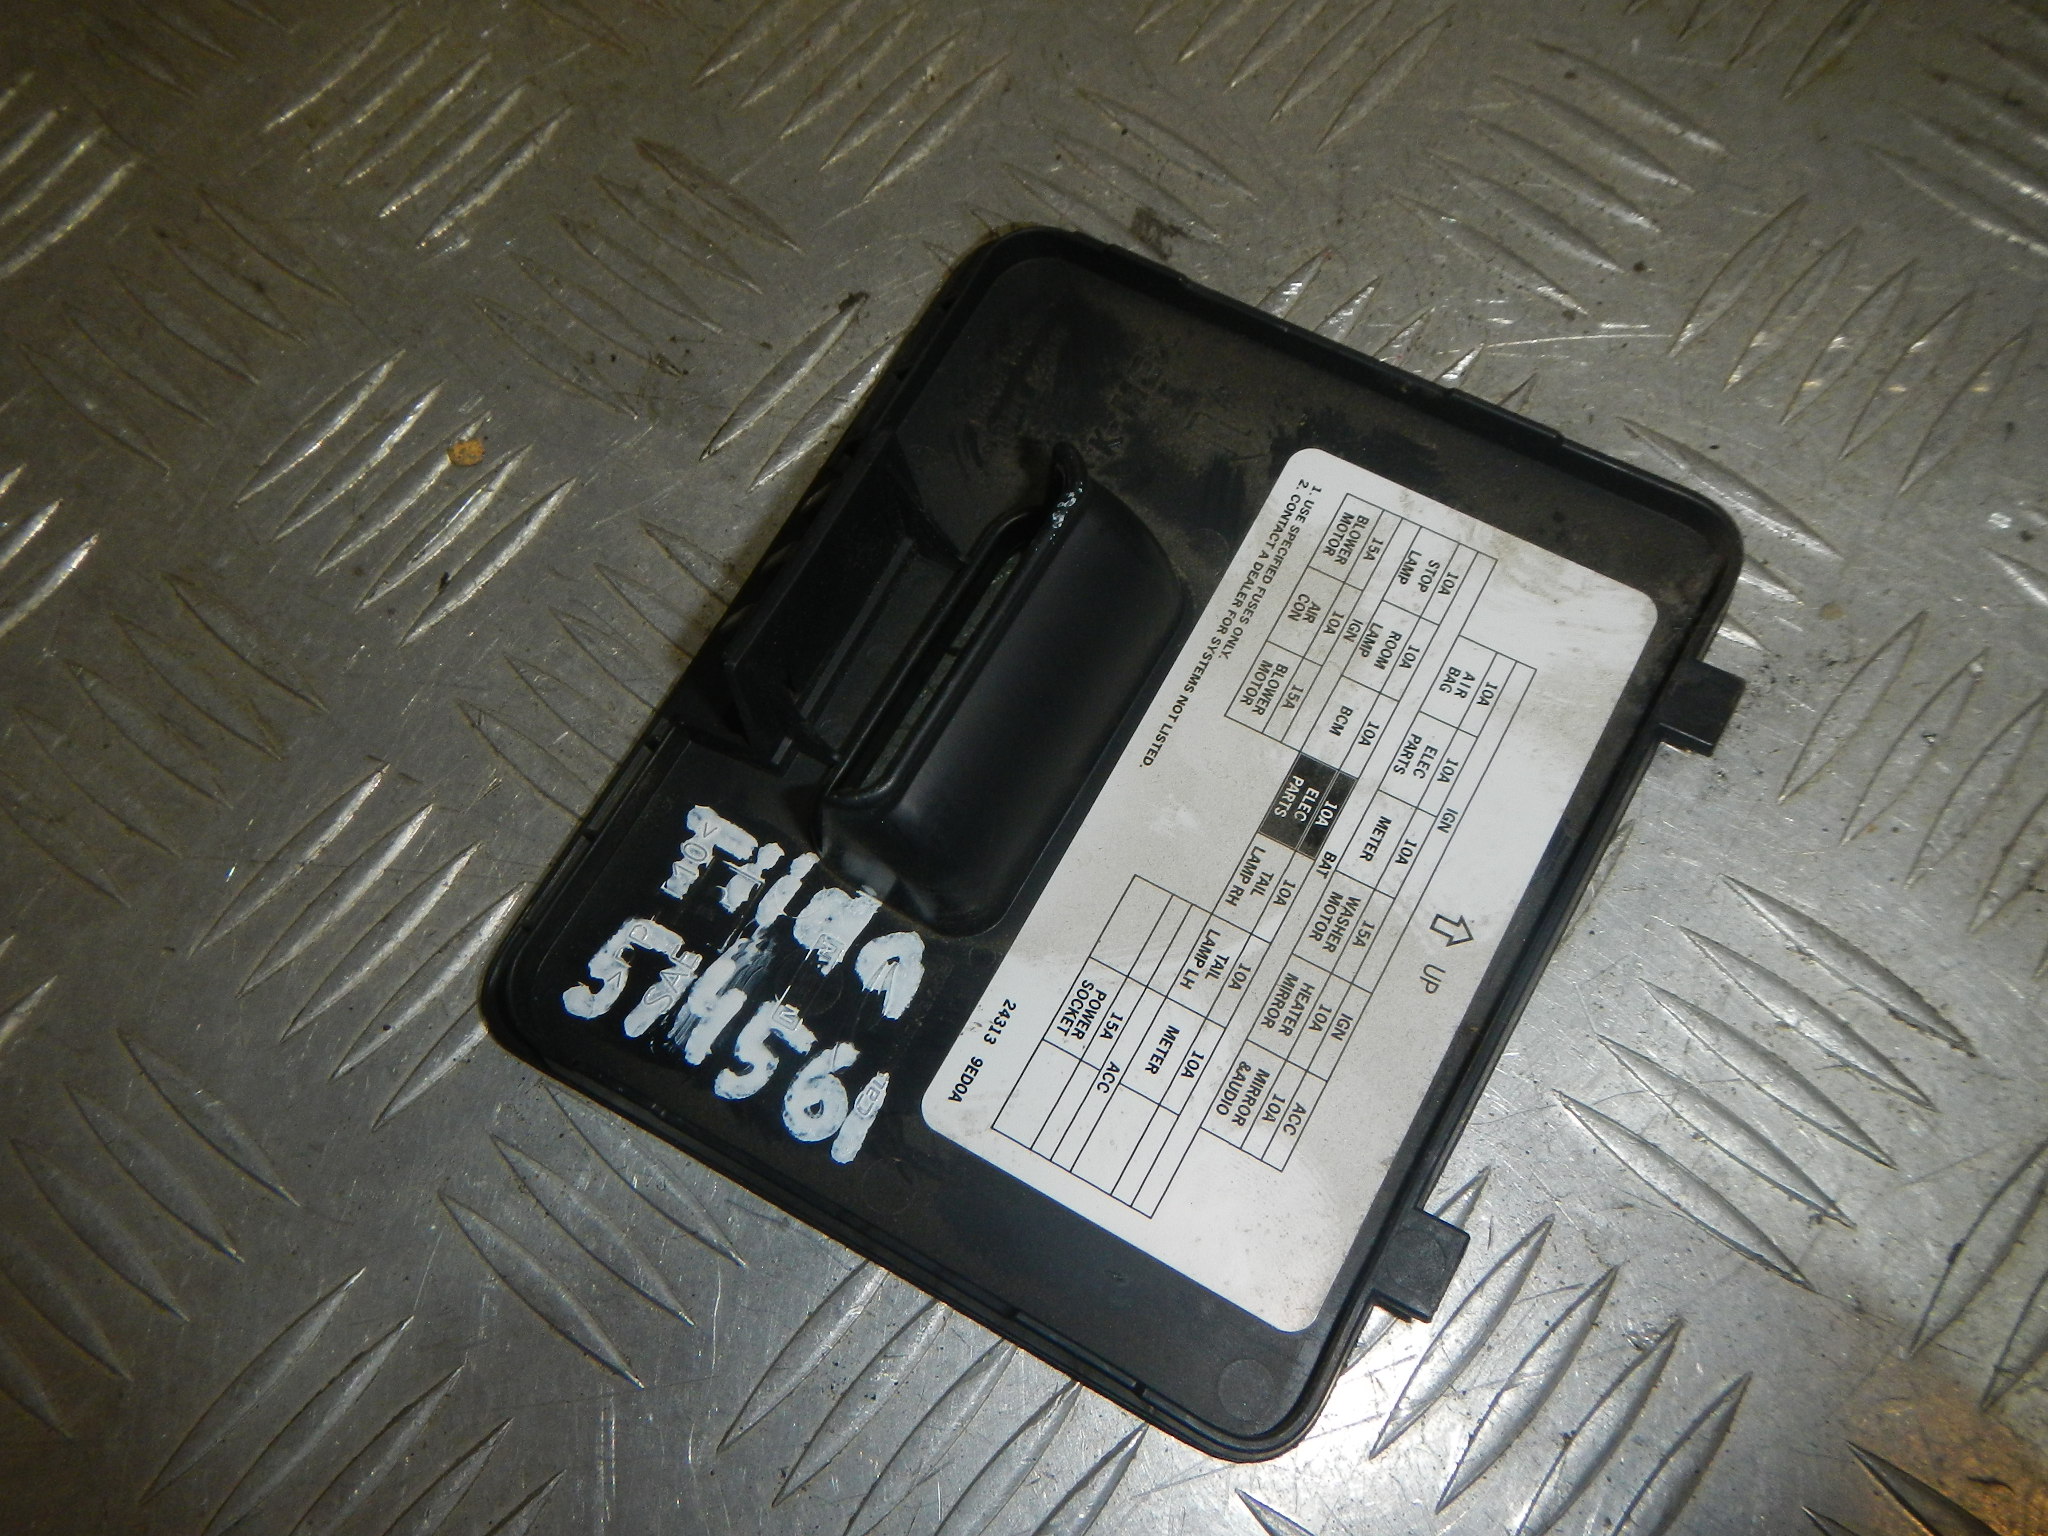 ⇧ UP
10A
AIR BAG
10A
ELEC PARTS
IGN
10A
STOP LAMP
10A
ROOM LAMP
IGN
10A
BCM
10A
METER
15A
WASHER MOTOR
IGN
10A
HEATER MIRROR
ACC
10A
MIRROR &AUDIO
15A
BLOWER MOTOR
10A
AIR CON
15A
BLOWER MOTOR
10A
ELEC PARTS
BAT
10A
TAIL LAMP RH
10A
TAIL LAMP LH
10A
METER
ACC
15A
POWER SOCKET
1. USE SPECIFIED FUSES ONLY.
2. CONTACT A DEALER FOR SYSTEMS NOT LISTED.
24313 9ED0A